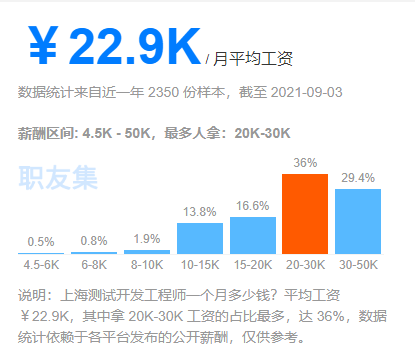 ￥22.9K / 月平均工资
数据统计来自近一年 2350 份样本，截至 2021-09-03
薪酬区间: 4.5K - 50K，最多人拿：20K-30K
职友集
36%
29.4%
16.6%
13.8%
1.9%
0.8%
0.5%
4.5-6K 6-8K 8-10K 10-15K 15-20K 20-30K 30-50K
说明：上海测试开发工程师一个月多少钱？平均工资
￥22.9K，其中拿 20K-30K 工资的占比最多，达 36%，数据
统计依赖于各平台发布的公开薪酬，仅供参考。